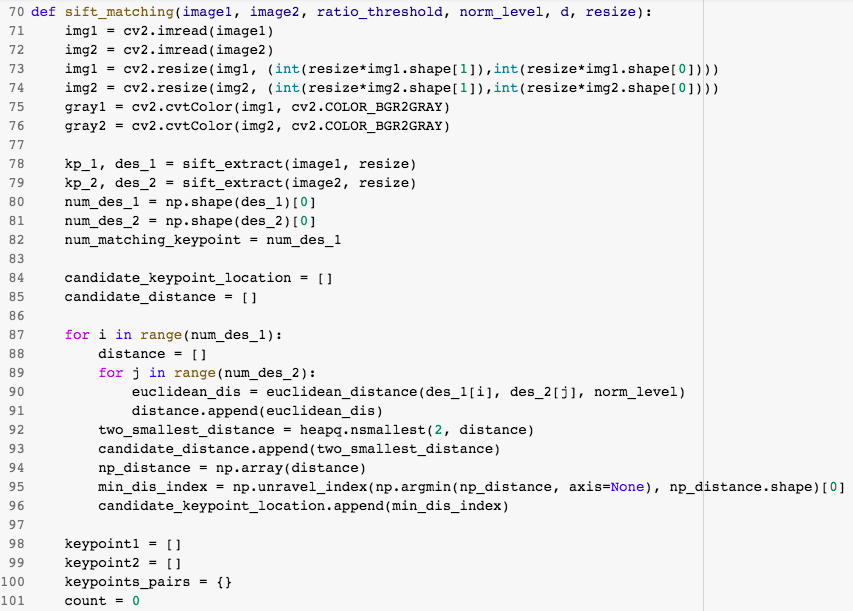 70 def sift_matching(image1, image2, ratio_threshold, norm_level, d, resize):
71     img1 = cv2.imread(image1)
72     img2 = cv2.imread(image2)
73     img1 = cv2.resize(img1, (int(resize*img1.shape[1]),int(resize*img1.shape[0])))
74     img2 = cv2.resize(img2, (int(resize*img2.shape[1]),int(resize*img2.shape[0])))
75     gray1 = cv2.cvtColor(img1, cv2.COLOR_BGR2GRAY)
76     gray2 = cv2.cvtColor(img2, cv2.COLOR_BGR2GRAY)
77
78     kp_1, des_1 = sift_extract(image1, resize)
79     kp_2, des_2 = sift_extract(image2, resize)
80     num_des_1 = np.shape(des_1)[0]
81     num_des_2 = np.shape(des_2)[0]
82     num_matching_keypoint = num_des_1
83
84     candidate_keypoint_location = []
85     candidate_distance = []
86
87     for i in range(num_des_1):
88         distance = []
89         for j in range(num_des_2):
90             euclidean_dis = euclidean_distance(des_1[i], des_2[j], norm_level)
91             distance.append(euclidean_dis)
92         two_smallest_distance = heapq.nsmallest(2, distance)
93         candidate_distance.append(two_smallest_distance)
94         np_distance = np.array(distance)
95         min_dis_index = np.unravel_index(np.argmin(np_distance, axis=None), np_distance.shape)[0]
96         candidate_keypoint_location.append(min_dis_index)
97
98     keypoint1 = []
99     keypoint2 = []
100     keypoints_pairs = {}
101     count = 0